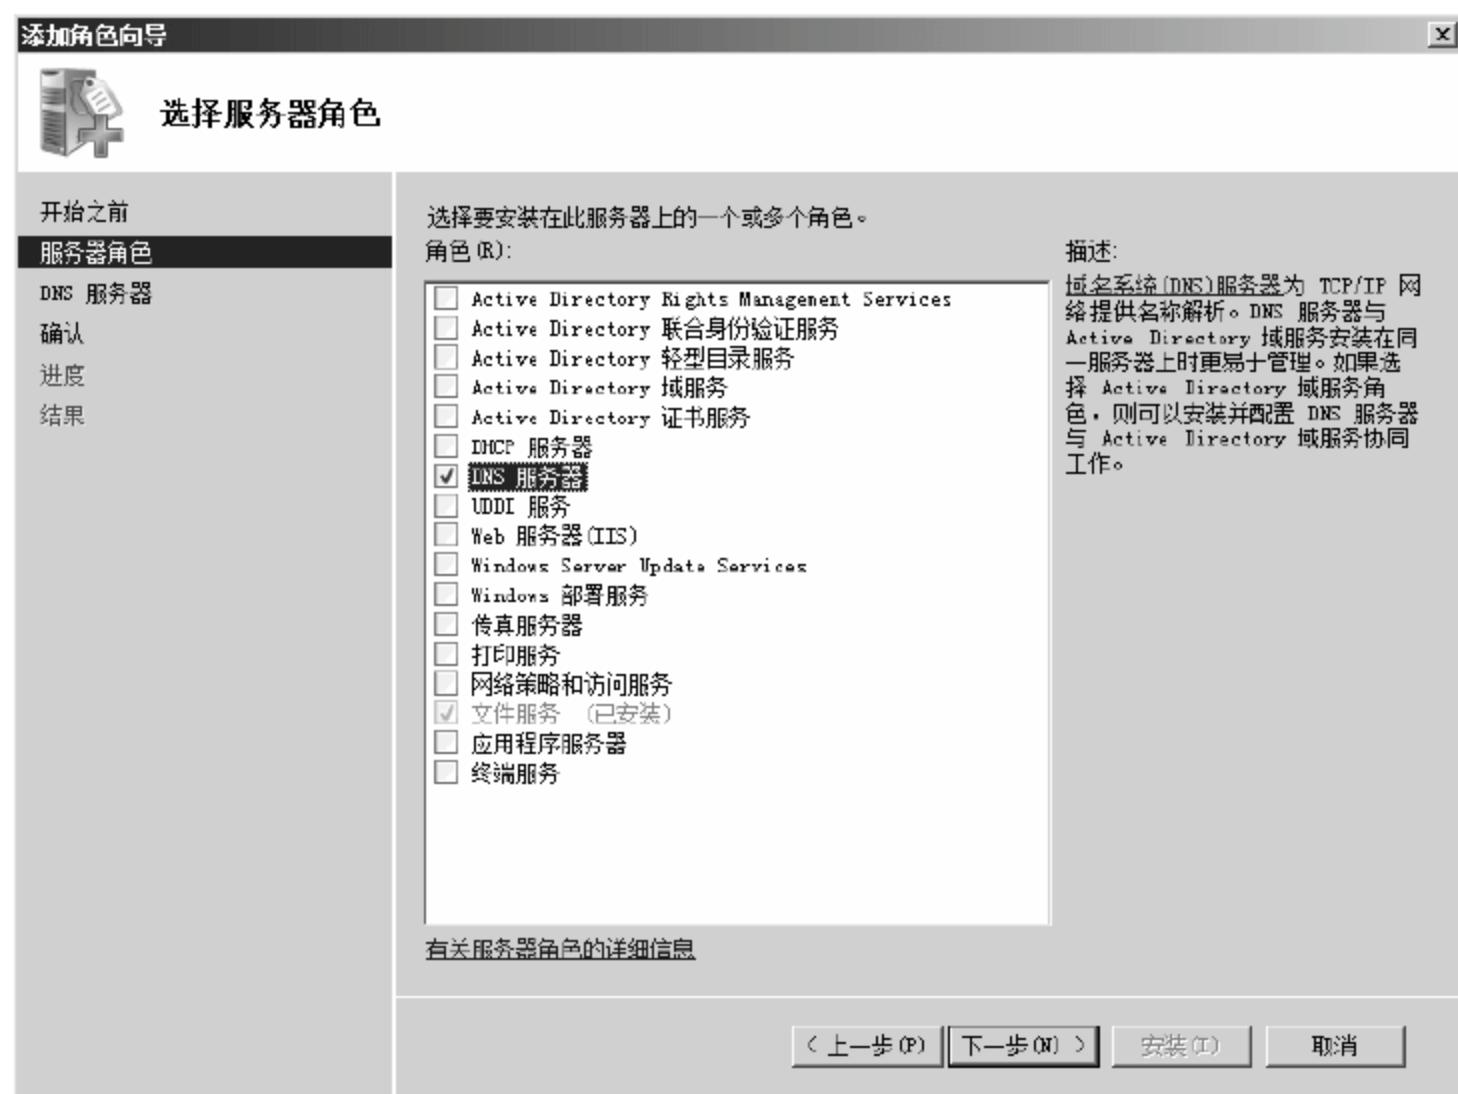 添加角色向导
选择服务器角色
开始之前
服务器角色
DNS 服务器
确认
进度
结果
选择要安装在此服务器上的一个或多个角色。
角色(R):
Active Directory Rights Management Services
Active Directory 联合身份验证服务
Active Directory 轻型目录服务
Active Directory 域服务
Active Directory 证书服务
DHCP 服务器
DNS 服务器
UDDI 服务
Web 服务器(IIS)
Windows Server Update Services
Windows 部署服务
传真服务器
打印服务
网络策略和访问服务
文件服务 (已安装)
应用程序服务器
终端服务
有关服务器角色的详细信息
描述:
域名系统(DNS)服务器为 TCP/IP 网
络提供名称解析。DNS 服务器与
Active Directory 域服务安装在同
一服务器上时更易于管理。如果选
择 Active Directory 域服务角
色，则可以安装并配置 DNS 服务器
与 Active Directory 域服务协同
工作。
< 上一步(P)
下一步(N) >
安装(I)
取消